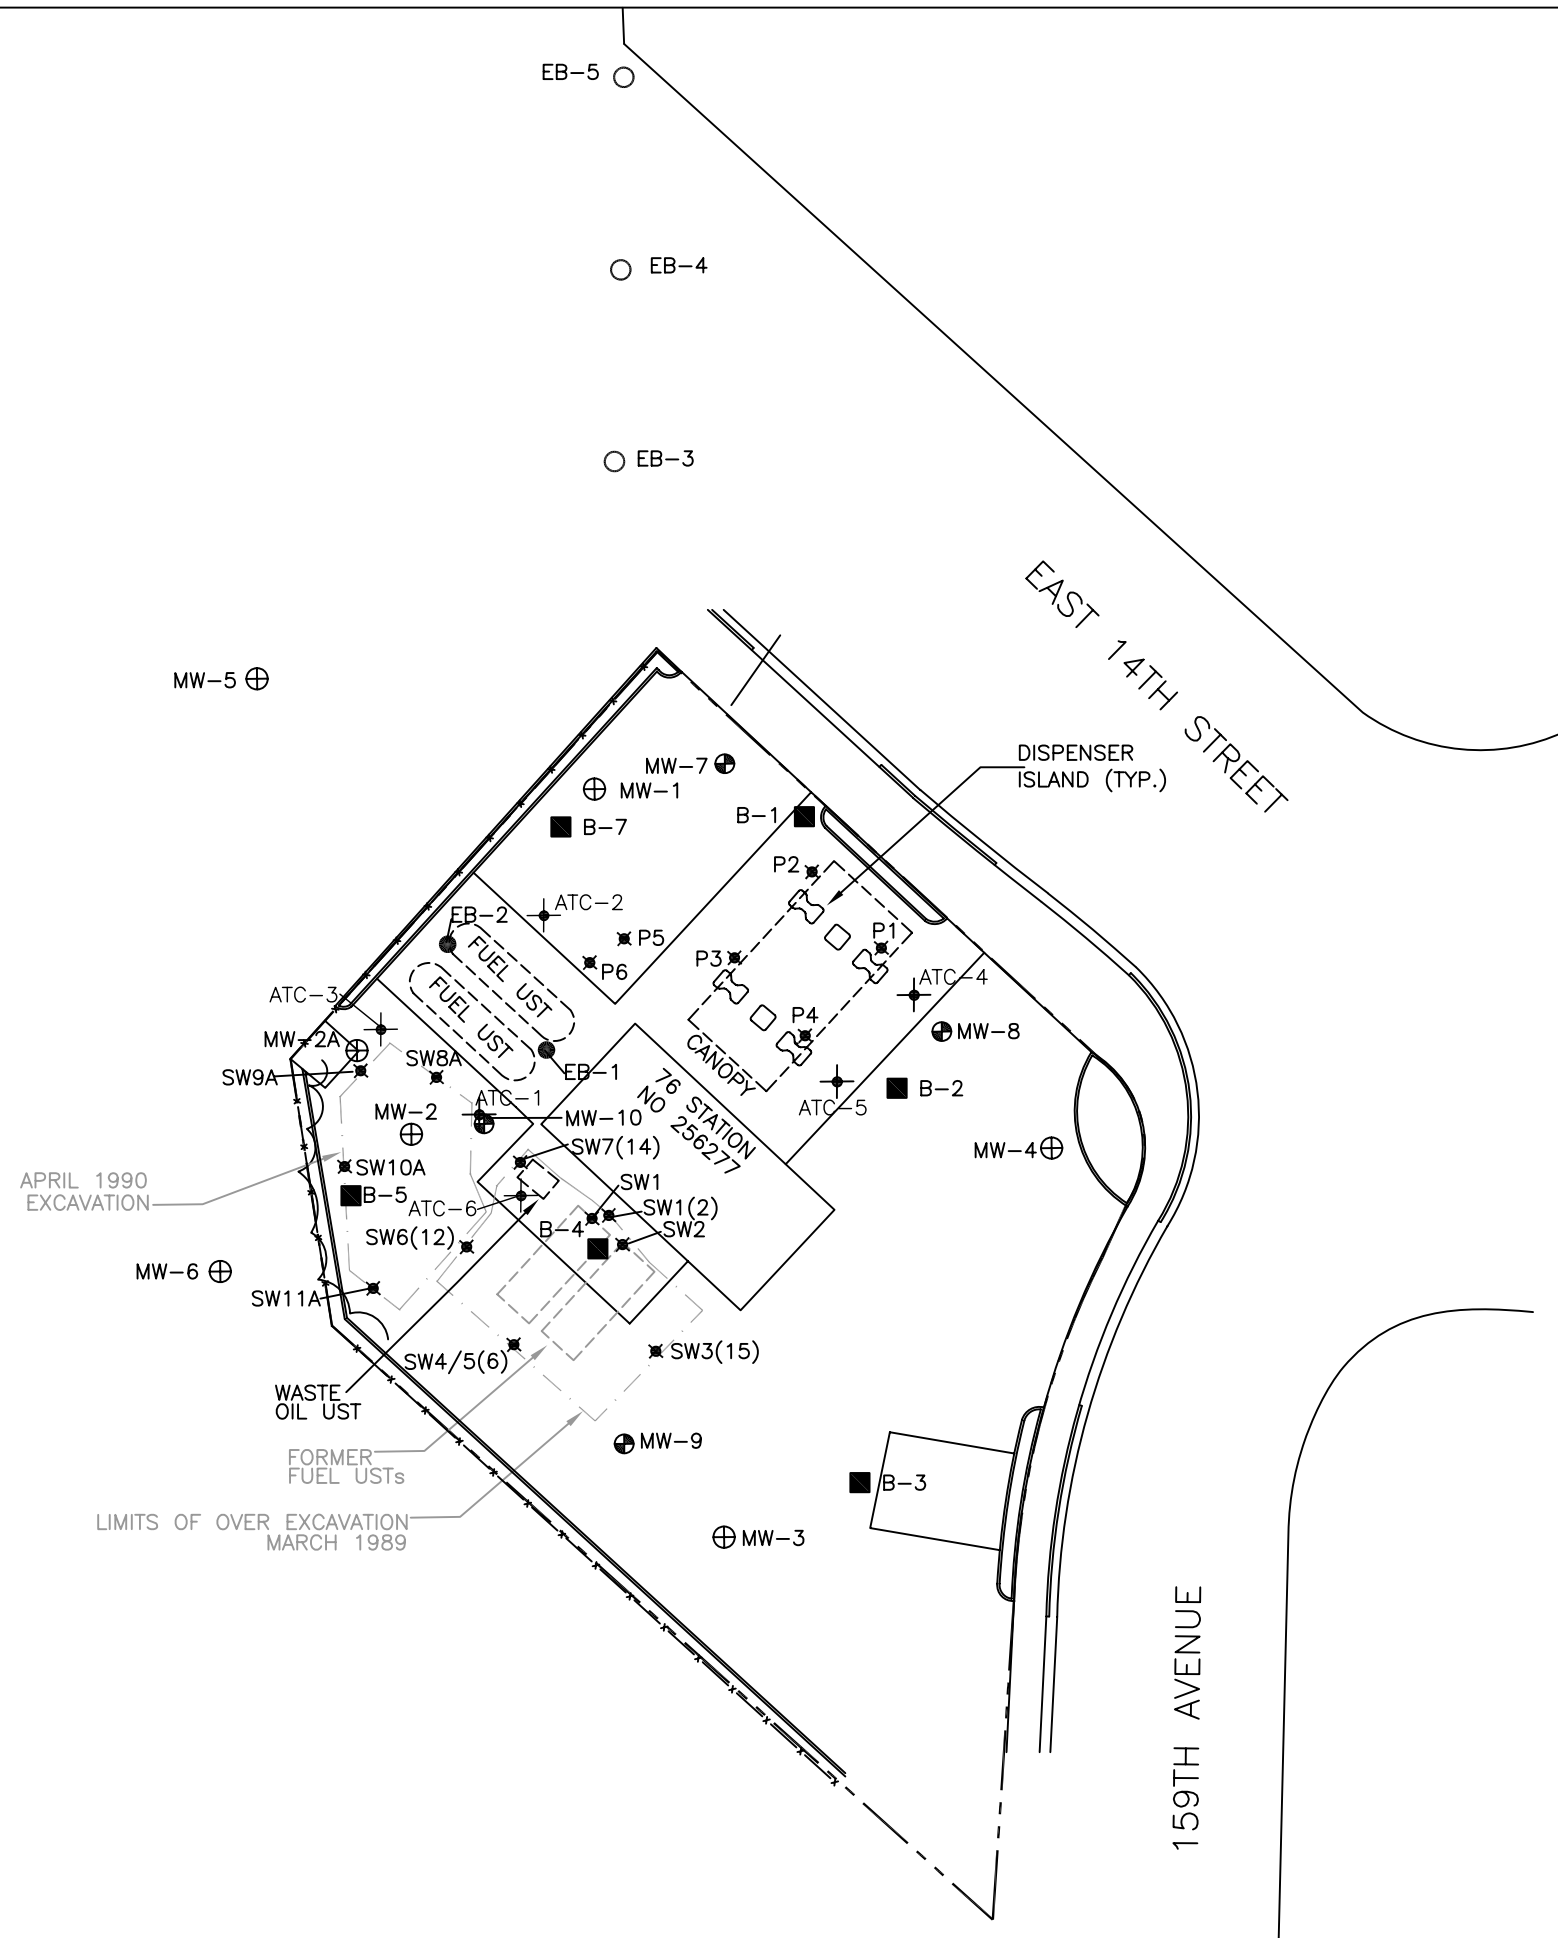 EB-5
EB-4
EB-3
EAST 14TH STREET
MW-5
MW-7
MW-1
DISPENSER
ISLAND (TYP.)
B-7
B-1
P2
ATC-2
EB-2
P5
P1
P3
P6
ATC-4
FUEL UST
FUEL UST
ATC-3
P4
MW-8
MW-2A
CANOPY
SW8A
SW9A
EB-1
76 STATION
NO 256277
B-2
ATC-1
ATC-5
MW-2
MW-10
SW7(14)
MW-4
SW10A
APRIL 1990
EXCAVATION
B-5
SW1
ATC-6
SW1(2)
B-4
SW2
SW6(12)
MW-6
SW11A
SW4/5(6)
SW3(15)
WASTE
OIL UST
FORMER
FUEL USTs
MW-9
B-3
LIMITS OF OVER EXCAVATION
MARCH 1989
MW-3
159TH AVENUE